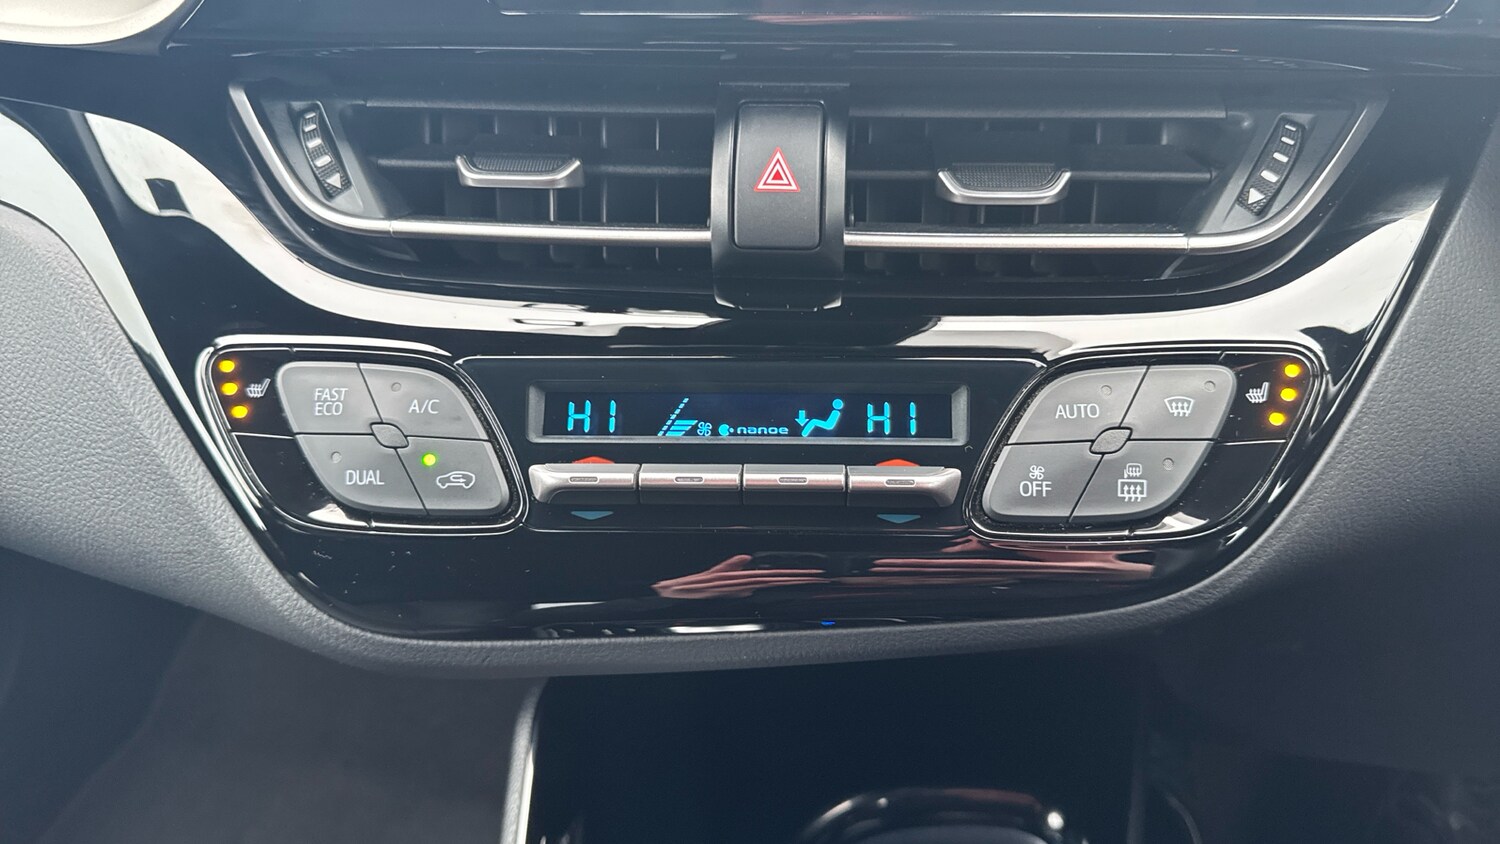 FAST
ECO
A/C
DUAL
HI
nanoe
HI
AUTO
OFF